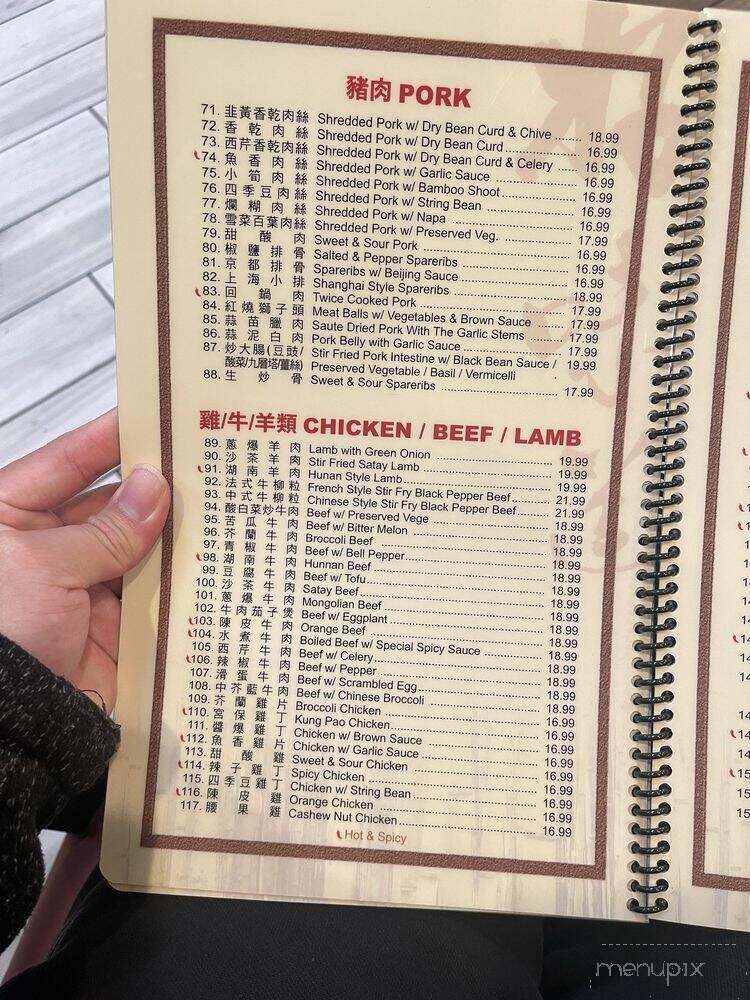 豬肉 PORK
71. 韭黃香乾肉絲 Shredded Pork w/ Dry Bean Curd & Chive ........ 18.99
72. 香乾肉絲 Shredded Pork w/ Dry Bean Curd ........ 16.99
73. 西芹香乾肉絲 Shredded Pork w/ Dry Bean Curd & Celery ...... 16.99
74. 魚香肉絲 Shredded Pork w/ Garlic Sauce ........ 16.99
75. 小筍肉絲 Shredded Pork w/ Bamboo Shoot ........ 16.99
76. 四季豆肉絲 Shredded Pork w/ String Bean ........ 16.99
77. 爛糊肉絲 Shredded Pork w/ Napa ........ 16.99
78. 雪菜百葉肉絲 Shredded Pork w/ Preserved Veg. ........ 17.99
79. 甜酸肉 Sweet & Sour Pork ........ 16.99
80. 椒鹽排骨 Salted & Pepper Spareribs ........ 16.99
81. 京都排骨 Spareribs w/ Beijing Sauce ........ 16.99
82. 上海小排 Shanghai Style Spareribs ........ 18.99
83. 回鍋肉 Twice Cooked Pork ........ 17.99
84. 紅燒獅子頭 Meat Balls w/ Vegetables & Brown Sauce ........ 17.99
85. 蒜苗臘肉 Saute Dried Pork With The Garlic Stems ........ 17.99
86. 蒜泥白肉 Pork Belly with Garlic Sauce ........ 17.99
87. 炒大腸(豆豉/ Stir Fried Pork Intestine w/ Black Bean Sauce / 19.99
酸菜/九層塔/薑絲) Preserved Vegetable / Basil / Vermicelli
88. 生炒骨 Sweet & Sour Spareribs ........ 17.99
雞/牛/羊類 CHICKEN / BEEF / LAMB
89. 蔥爆羊肉 Lamb with Green Onion ........ 19.99
90. 沙茶羊肉 Stir Fried Satay Lamb ........ 19.99
91. 湖南羊肉 Hunan Style Lamb ........ 19.99
92. 法式牛柳粒 French Style Stir Fry Black Pepper Beef ........ 21.99
93. 中式牛柳粒 Chinese Style Stir Fry Black Pepper Beef ........ 21.99
94. 酸白菜炒牛肉 Beef w/ Preserved Vege ........ 18.99
95. 苦瓜牛肉 Beef w/ Bitter Melon ........ 18.99
96. 芥蘭牛肉 Broccoli Beef ........ 18.99
97. 青椒牛肉 Beef w/ Bell Pepper ........ 18.99
98. 湖南牛肉 Hunnan Beef ........ 18.99
99. 豆腐牛肉 Beef w/ Tofu ........ 18.99
100. 沙茶牛肉 Satay Beef ........ 18.99
101. 蔥爆牛肉 Mongolian Beef ........ 18.99
102. 牛肉茄子煲 Beef w/ Eggplant ........ 18.99
103. 陳皮牛肉 Orange Beef ........ 18.99
104. 水煮牛肉 Boiled Beef w/ Special Spicy Sauce ........ 18.99
105. 西芹牛肉 Beef w/ Celery ........ 18.99
106. 辣椒牛肉 Beef w/ Pepper ........ 18.99
107. 滑蛋牛肉 Beef w/ Scrambled Egg ........ 18.99
108. 中芥藍牛肉 Beef w/ Chinese Broccoli ........ 18.99
109. 芥蘭雞片 Broccoli Chicken ........ 16.99
110. 宮保雞丁 Kung Pao Chicken ........ 16.99
111. 醬爆雞丁 Chicken w/ Brown Sauce ........ 16.99
112. 魚香雞片 Chicken w/ Garlic Sauce ........ 16.99
113. 甜酸雞 Sweet & Sour Chicken ........ 16.99
114. 辣子雞丁 Spicy Chicken ........ 16.99
115. 四季豆雞丁 Chicken w/ String Bean ........ 16.99
116. 陳皮雞 Orange Chicken ........ 16.99
117. 腰果雞 Cashew Nut Chicken ........ 16.99
Hot & Spicy
menupix